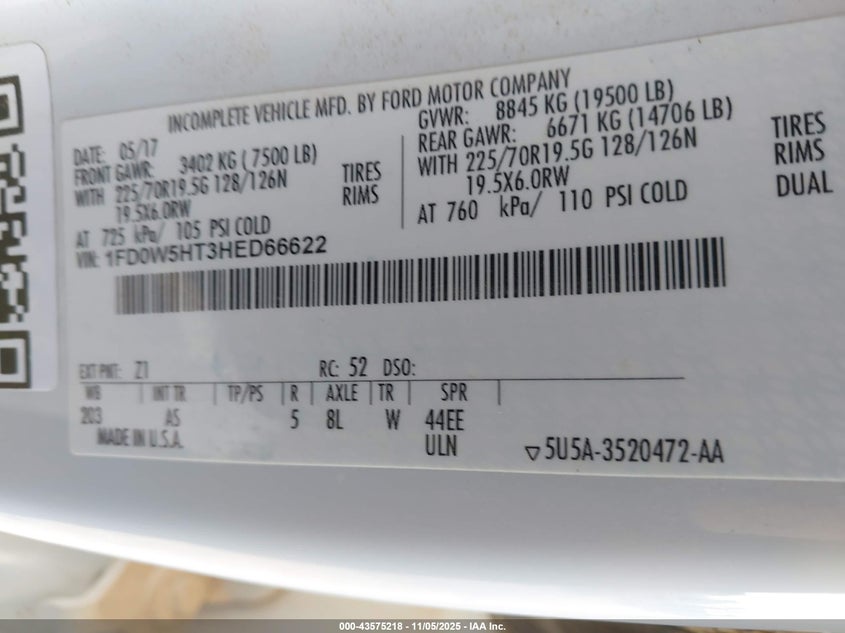 INCOMPLETE VEHICLE MFD. BY FORD MOTOR COMPANY
DATE: 05/17
FRONT GAWR: 3402 KG ( 7500 LB)
WITH 225/70R19.5G 128/126N TIRES
19.5X6.0RW RIMS
AT 725 kPa/ 105 PSI COLD
GVWR: 8845 KG (19500 LB)
REAR GAWR: 6671 KG (14706 LB)
WITH 225/70R19.5G 128/126N TIRES
19.5X6.0RW RIMS
AT 760 kPa/ 110 PSI COLD DUAL
VIN: 1FD0W5HT3HED66622
EXT PNT: Z1 RC: 52 DSO:
WB INT TR TP/PS R AXLE TR SPR
203 AS 5 8L W 44EE
MADE IN U.S.A. ULN
▽5U5A-3520472-AA
000-43575218 - 11/05/2025 - IAA Inc.